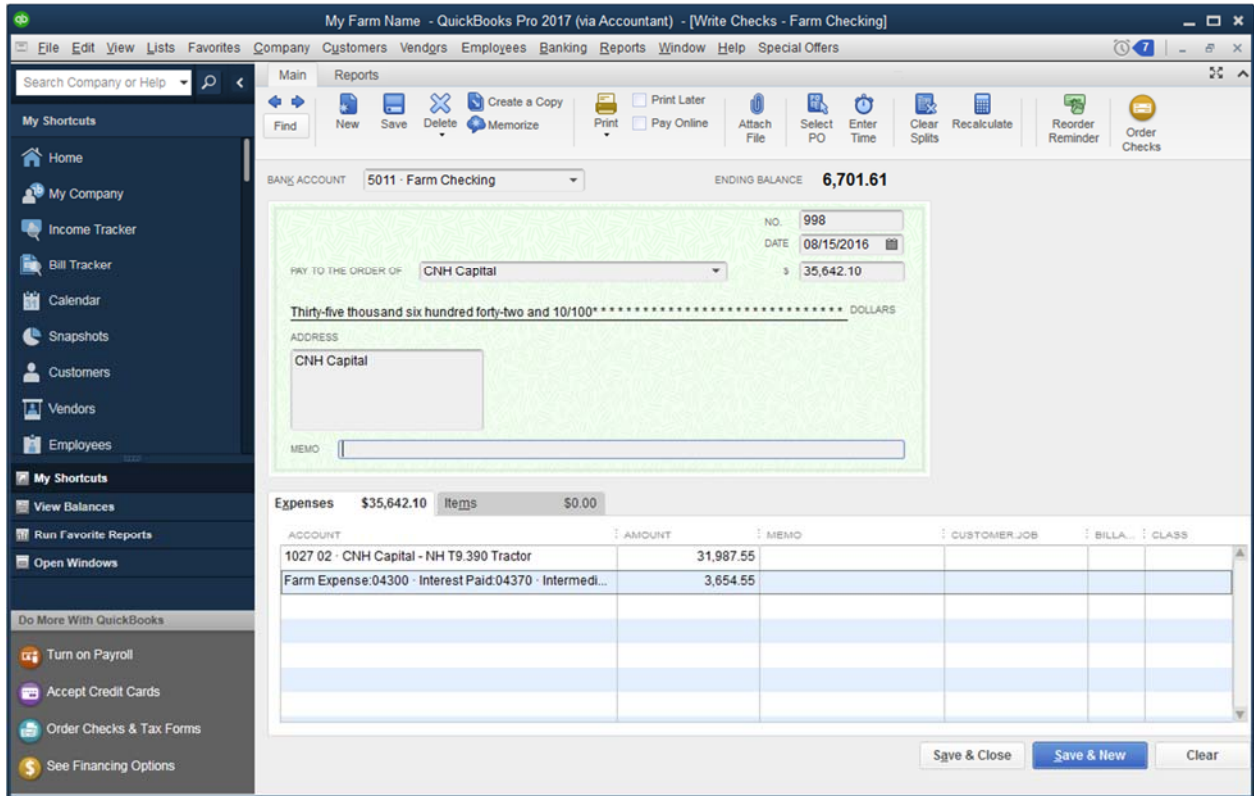 qb
My Farm Name - QuickBooks Pro 2017 (via Accountant) - [Write Checks - Farm Checking]
File Edit View Lists Favorites Company Customers Vendors Employees Banking Reports Window Help Special Offers 7
Search Company or Help
Main Reports
My Shortcuts
Home
My Company
Income Tracker
Bill Tracker
Calendar
Snapshots
Customers
Vendors
Employees
My Shortcuts
View Balances
Run Favorite Reports
Open Windows
Do More With QuickBooks
Turn on Payroll
Accept Credit Cards
Order Checks & Tax Forms
See Financing Options
Find New Save Delete Create a Copy
Memorize
Print Print Later
Pay Online
Attach File
Select PO
Enter Time
Clear Splits
Recalculate
Reorder Reminder
Order Checks
BANK ACCOUNT 5011 · Farm Checking ENDING BALANCE 6,701.61
NO. 998
DATE 08/15/2016
PAY TO THE ORDER OF CNH Capital $ 35,642.10
Thirty-five thousand six hundred forty-two and 10/100* * * * * * * * * * * * * * * * * * * * * * * * * * * * * * DOLLARS
ADDRESS
CNH Capital
MEMO
Expenses $35,642.10 Items $0.00
ACCOUNT AMOUNT MEMO CUSTOMER:JOB BILLA... CLASS
1027 02 · CNH Capital - NH T9.390 Tractor 31,987.55
Farm Expense:04300 · Interest Paid:04370 · Intermedi... 3,654.55
Save & Close Save & New Clear